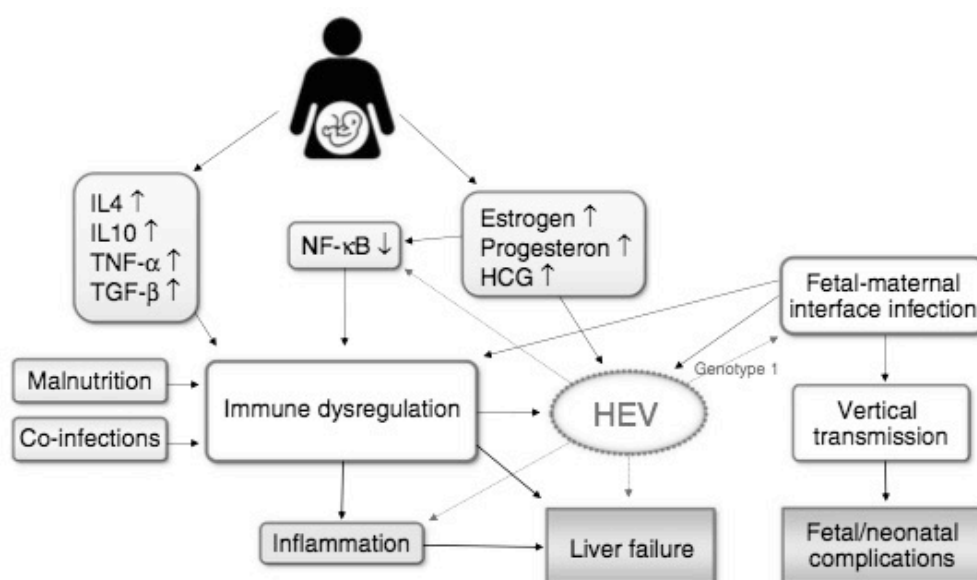 IL4 ↑
IL10 ↑
TNF-α ↑
TGF-β ↑
NF-κB ↓
Estrogen ↑
Progesteron ↑
HCG ↑
Fetal-maternal
interface infection
Malnutrition
Co-infections
Immune dysregulation
HEV
Genotype 1
Vertical
transmission
Inflammation
Liver failure
Fetal/neonatal
complications